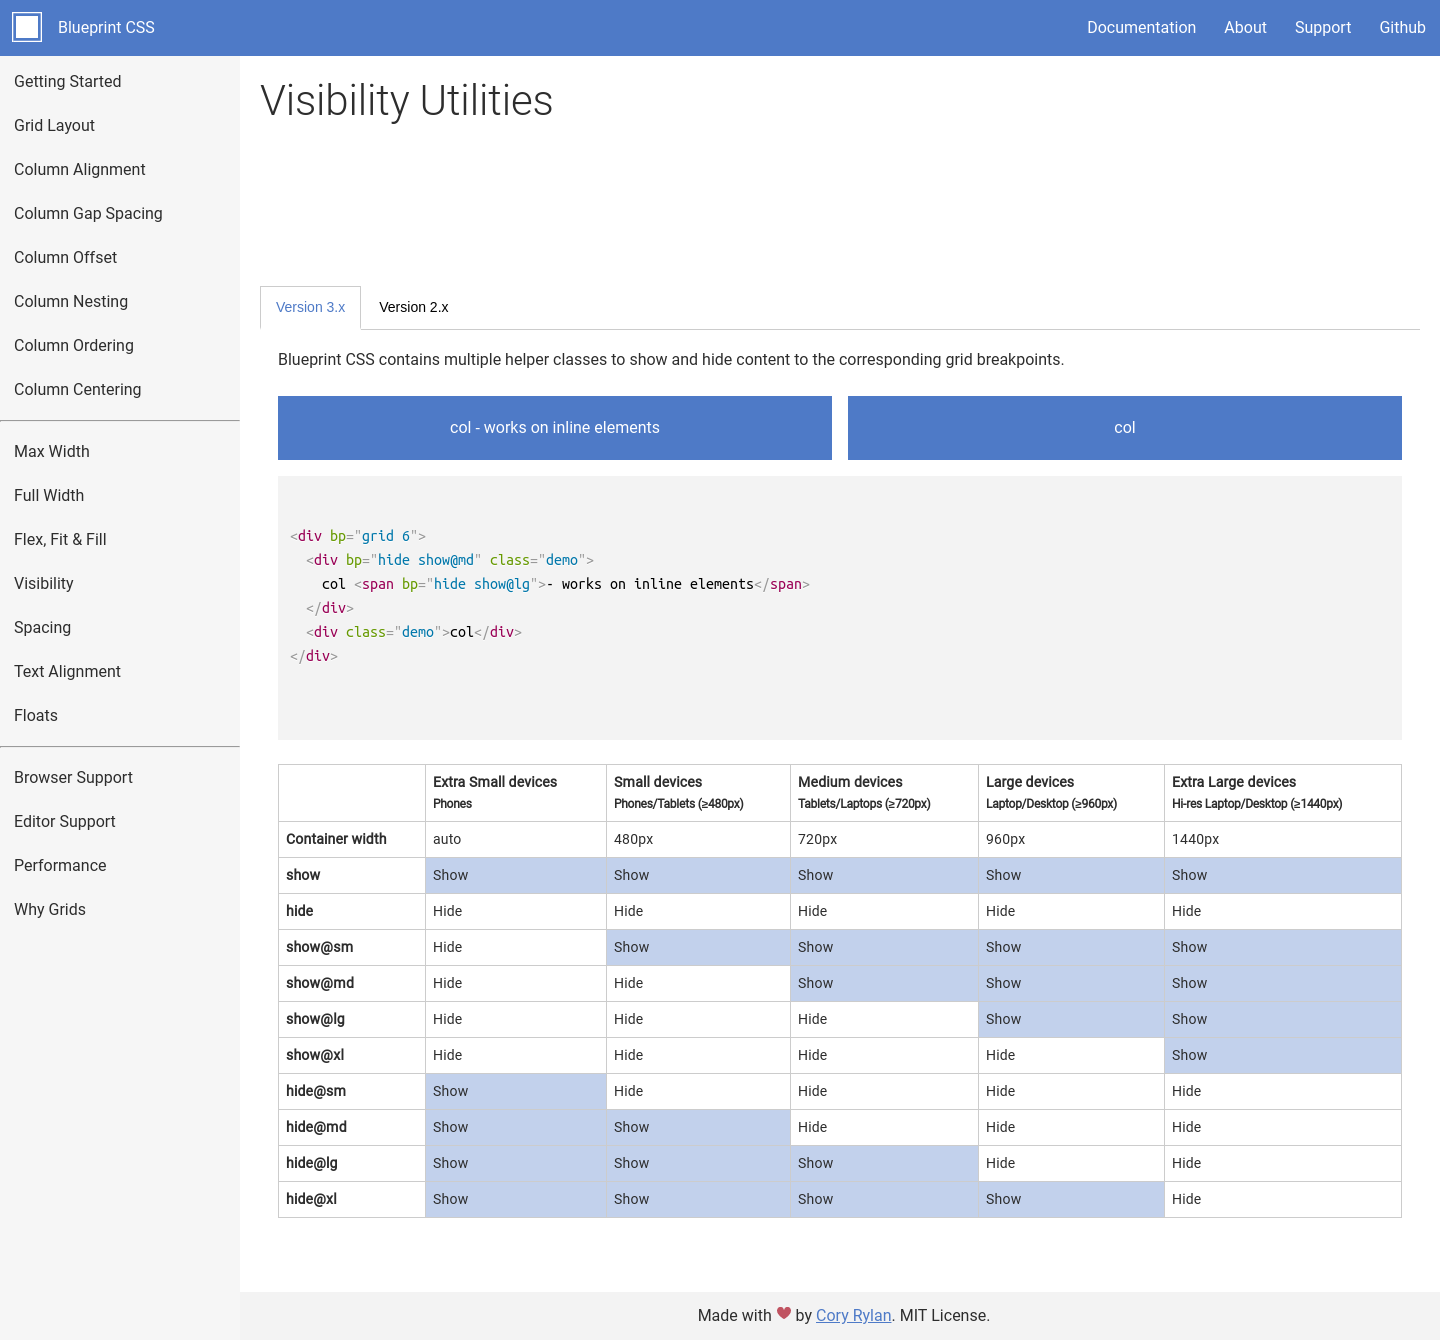 Blueprint CSS
Documentation About Support Github
Getting Started
Grid Layout
Column Alignment
Column Gap Spacing
Column Offset
Column Nesting
Column Ordering
Column Centering
Max Width
Full Width
Flex, Fit & Fill
Visibility
Spacing
Text Alignment
Floats
Browser Support
Editor Support
Performance
Why Grids
Visibility Utilities
Version 3.x Version 2.x
Blueprint CSS contains multiple helper classes to show and hide content to the corresponding grid breakpoints.
col - works on inline elements col
<div bp="grid 6">
  <div bp="hide show@md" class="demo">
    col <span bp="hide show@lg">- works on inline elements</span>
  </div>
  <div class="demo">col</div>
</div>
Extra Small devices Small devices Medium devices Large devices Extra Large devices
Phones Phones/Tablets (≥480px) Tablets/Laptops (≥720px) Laptop/Desktop (≥960px) Hi-res Laptop/Desktop (≥1440px)
Container width auto 480px 720px 960px 1440px
show Show Show Show Show Show
hide Hide Hide Hide Hide Hide
show@sm Hide Show Show Show Show
show@md Hide Hide Show Show Show
show@lg Hide Hide Hide Show Show
show@xl Hide Hide Hide Hide Show
hide@sm Show Hide Hide Hide Hide
hide@md Show Show Hide Hide Hide
hide@lg Show Show Show Hide Hide
hide@xl Show Show Show Show Hide
Made with ♥ by Cory Rylan. MIT License.